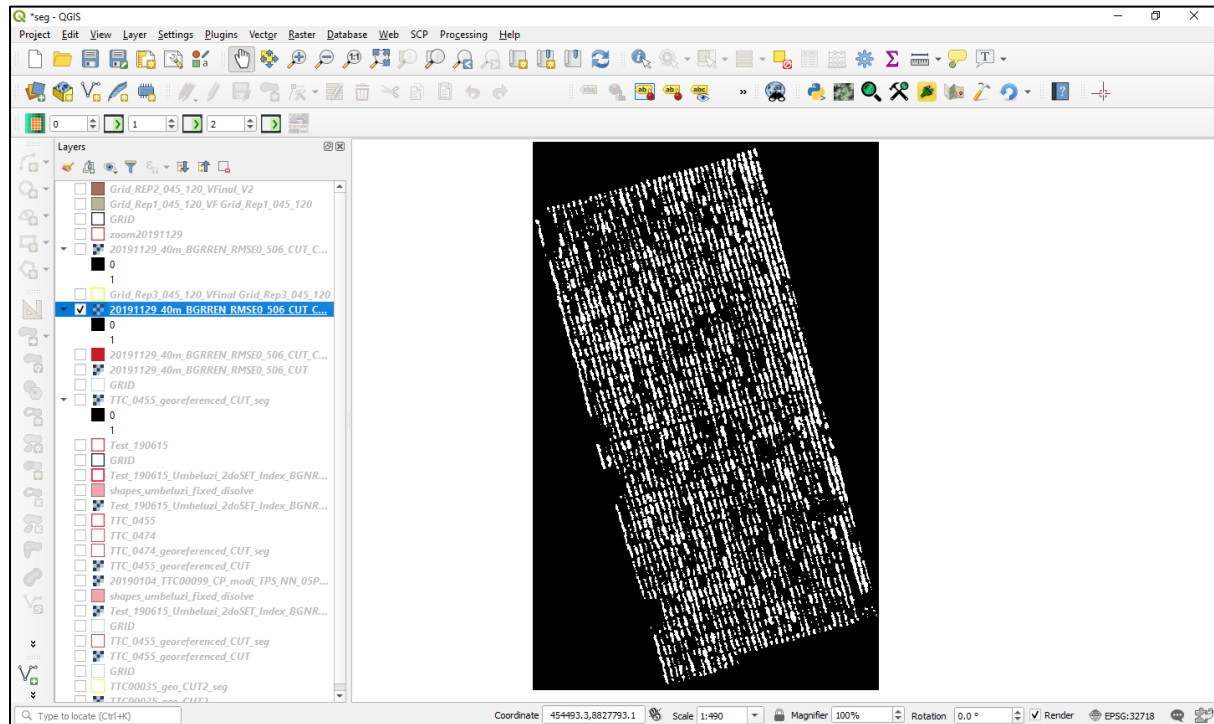 *seg - QGIS
Project Edit View Layer Settings Plugins Vector Raster Database Web SCP Processing Help
0 1 2
Layers
Grid_REP2_045_120_VFinal_V2
Grid_Rep1_045_120_VF Grid_Rep1_045_120
GRID
zoom20191129
20191129_40m_BGRREN_RMSE0_506_CUT_C...
0
1
Grid_Rep3_045_120_VFinal Grid_Rep3_045_120
20191129_40m_BGRREN_RMSE0_506_CUT_C...
0
1
20191129_40m_BGRREN_RMSE0_506_CUT_C...
20191129_40m_BGRREN_RMSE0_506_CUT
GRID
TTC_0455_georeferenced_CUT_seg
0
1
Test_190615
GRID
Test_190615_Umbeluzi_2doSET_Index_BGNR...
shapes_umbeluzi_fixed_disolve
Test_190615_Umbeluzi_2doSET_Index_BGNR...
TTC_0455
TTC_0474
TTC_0474_georeferenced_CUT_seg
TTC_0455_georeferenced_CUT
20190104_TTC00099_CP_modi_TPS_NN_05P...
shapes_umbeluzi_fixed_disolve
Test_190615_Umbeluzi_2doSET_Index_BGNR...
GRID
TTC_0455_georeferenced_CUT_seg
TTC_0455_georeferenced_CUT
GRID
TTC00035_geo_CUT2_seg
TTC00035_geo_CUT2
Type to locate (Ctrl+K) Coordinate 454493.3,8827793.1 Scale 1:490 Magnifier 100% Rotation 0.0 ° Render EPSG:32718